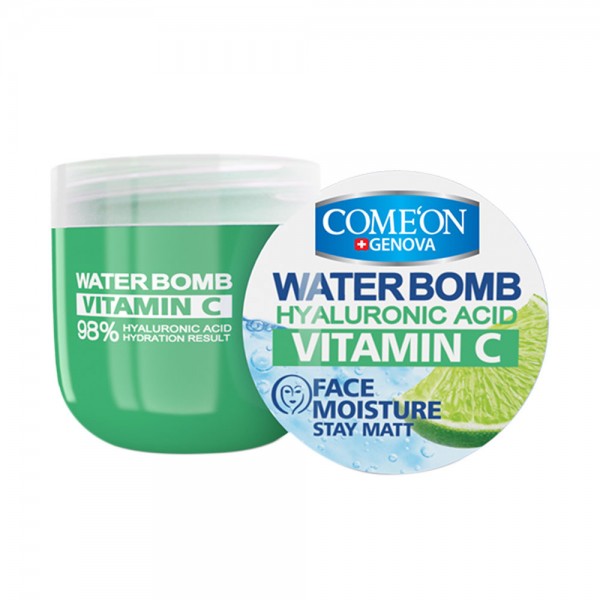 WATER BOMB
VITAMIN C
98% HYALURONIC ACID
HYDRATION RESULT
COME'ON
GENOVA
WATER BOMB
HYALURONIC ACID
VITAMIN C
FACE
MOISTURE
STAY MATT